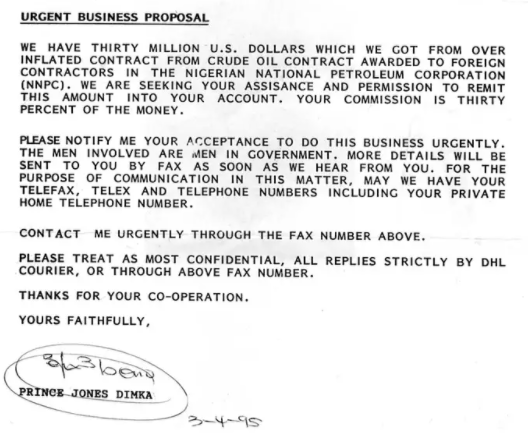 URGENT BUSINESS PROPOSAL
WE HAVE THIRTY MILLION U.S. DOLLARS WHICH WE GOT FROM OVER
INFLATED CONTRACT FROM CRUDE OIL CONTRACT AWARDED TO FOREIGN
CONTRACTORS IN THE NIGERIAN NATIONAL PETROLEUM CORPORATION
(NNPC). WE ARE SEEKING YOUR ASSISANCE AND PERMISSION TO REMIT
THIS AMOUNT INTO YOUR ACCOUNT. YOUR COMMISSION IS THIRTY
PERCENT OF THE MONEY.
PLEASE NOTIFY ME YOUR ACCEPTANCE TO DO THIS BUSINESS URGENTLY.
THE MEN INVOLVED ARE MEN IN GOVERNMENT. MORE DETAILS WILL BE
SENT TO YOU BY FAX AS SOON AS WE HEAR FROM YOU. FOR THE
PURPOSE OF COMMUNICATION IN THIS MATTER, MAY WE HAVE YOUR
TELEFAX, TELEX AND TELEPHONE NUMBERS INCLUDING YOUR PRIVATE
HOME TELEPHONE NUMBER.
CONTACT ME URGENTLY THROUGH THE FAX NUMBER ABOVE.
PLEASE TREAT AS MOST CONFIDENTIAL, ALL REPLIES STRICTLY BY DHL
COURIER, OR THROUGH ABOVE FAX NUMBER.
THANKS FOR YOUR CO-OPERATION.
YOURS FAITHFULLY,
PRINCE JONES DIMKA
3-4-95